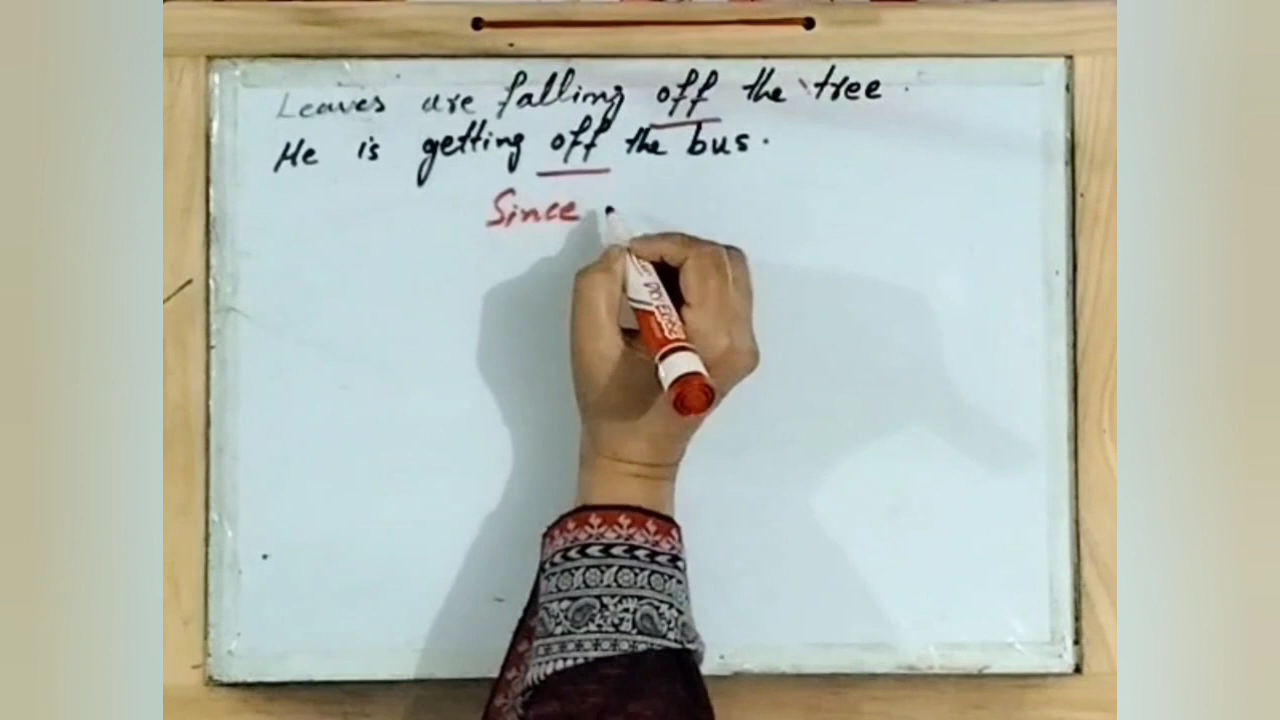 Leaves are falling off the tree.
He is getting off the bus.
Since